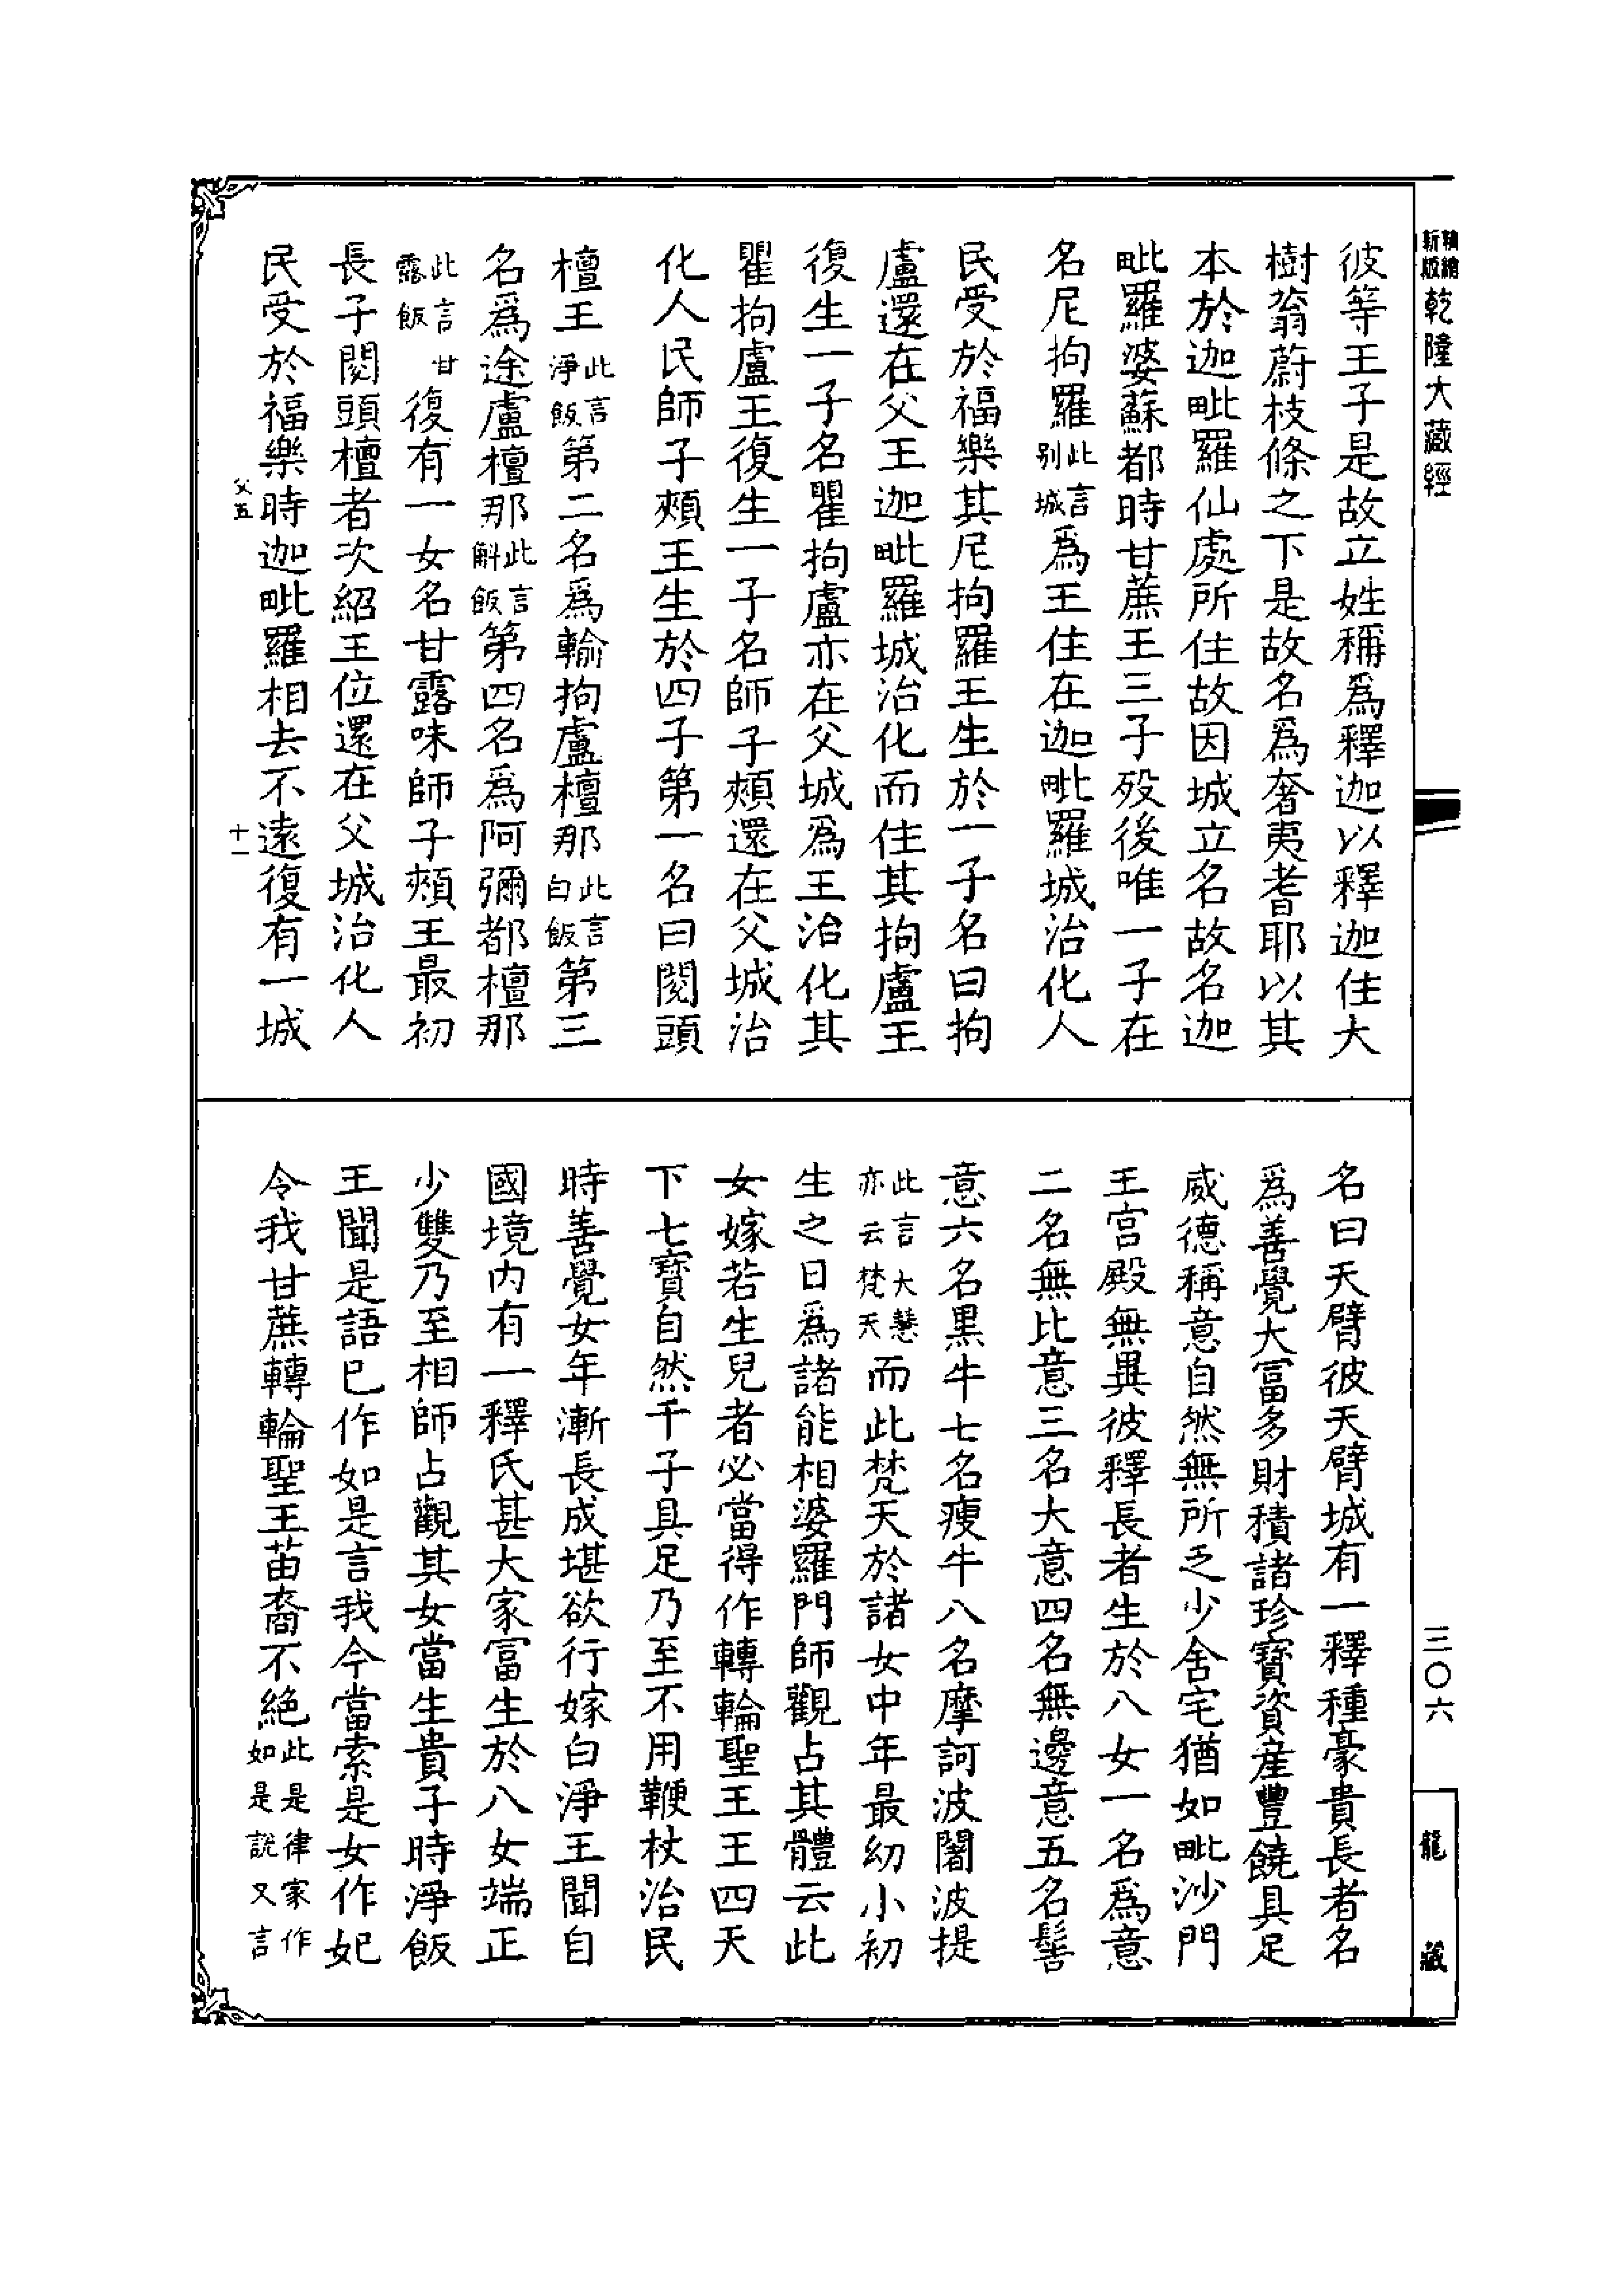 新版
乾隆大藏經
彼等王子是故立姓稱爲釋迦以釋迦住大
樹蓊蔚枝條之下是故名爲奢夷耆耶以其
本於迦毗羅仙處所住故因城立名故名迦
毗羅婆蘇都時甘蔗王三子歿後唯一子在
名尼拘羅此言別城爲王住在迦毗羅城治化人
民受於福樂其尼拘羅王生於一子名曰拘
盧還在父王迦毗羅城治化而住其拘盧王
復生一子名瞿拘盧亦在父城爲王治化其
瞿拘盧王復生一子名師子頰還在父城治
化人民師子頰王生於四子第一名曰閱頭
檀王此言淨飯第二名爲輸拘盧檀那此言白飯第三
名爲途盧檀那此言斛飯第四名爲阿彌都檀那
此言甘露飯復有一女名甘露味師子頰王最初
長子閱頭檀者次紹王位還在父城治化人
民受於福樂時迦毗羅相去不遠復有一城
父五
十一
名曰天臂彼天臂城有一釋種豪貴長者名
爲善覺大富多財積諸珍寶資産豐饒具足
威德稱意自然無所乏少舍宅猶如毗沙門
王宮殿無異彼釋長者生於八女一名爲意
二名無比意三名大意四名無邊意五名髻
意六名黑牛七名瘦牛八名摩訶波闍波提
此言大慧亦云梵天而此梵天於諸女中年最幼小初
生之日爲諸能相婆羅門師觀占其體云此
女嫁若生兒者必當得作轉輪聖王王四天
下七寶自然千子具足乃至不用鞭杖治民
時善覺女年漸長成堪欲行嫁白淨王聞自
國境内有一釋氏甚大家富生於八女端正
少雙乃至相師占觀其女當生貴子時淨飯
王聞是語已作如是言我今當索是女作妃
令我甘蔗轉輪聖王苗裔不絕此是律家作如是說又言
三〇六
龍藏